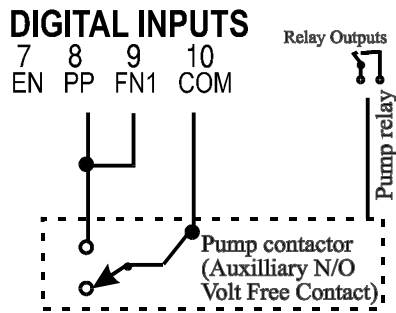 DIGITAL INPUTS
7 8 9 10
EN PP FN1 COM
Relay Outputs
Pump relay
Pump contactor
(Auxilliary N/O
Volt Free Contact)